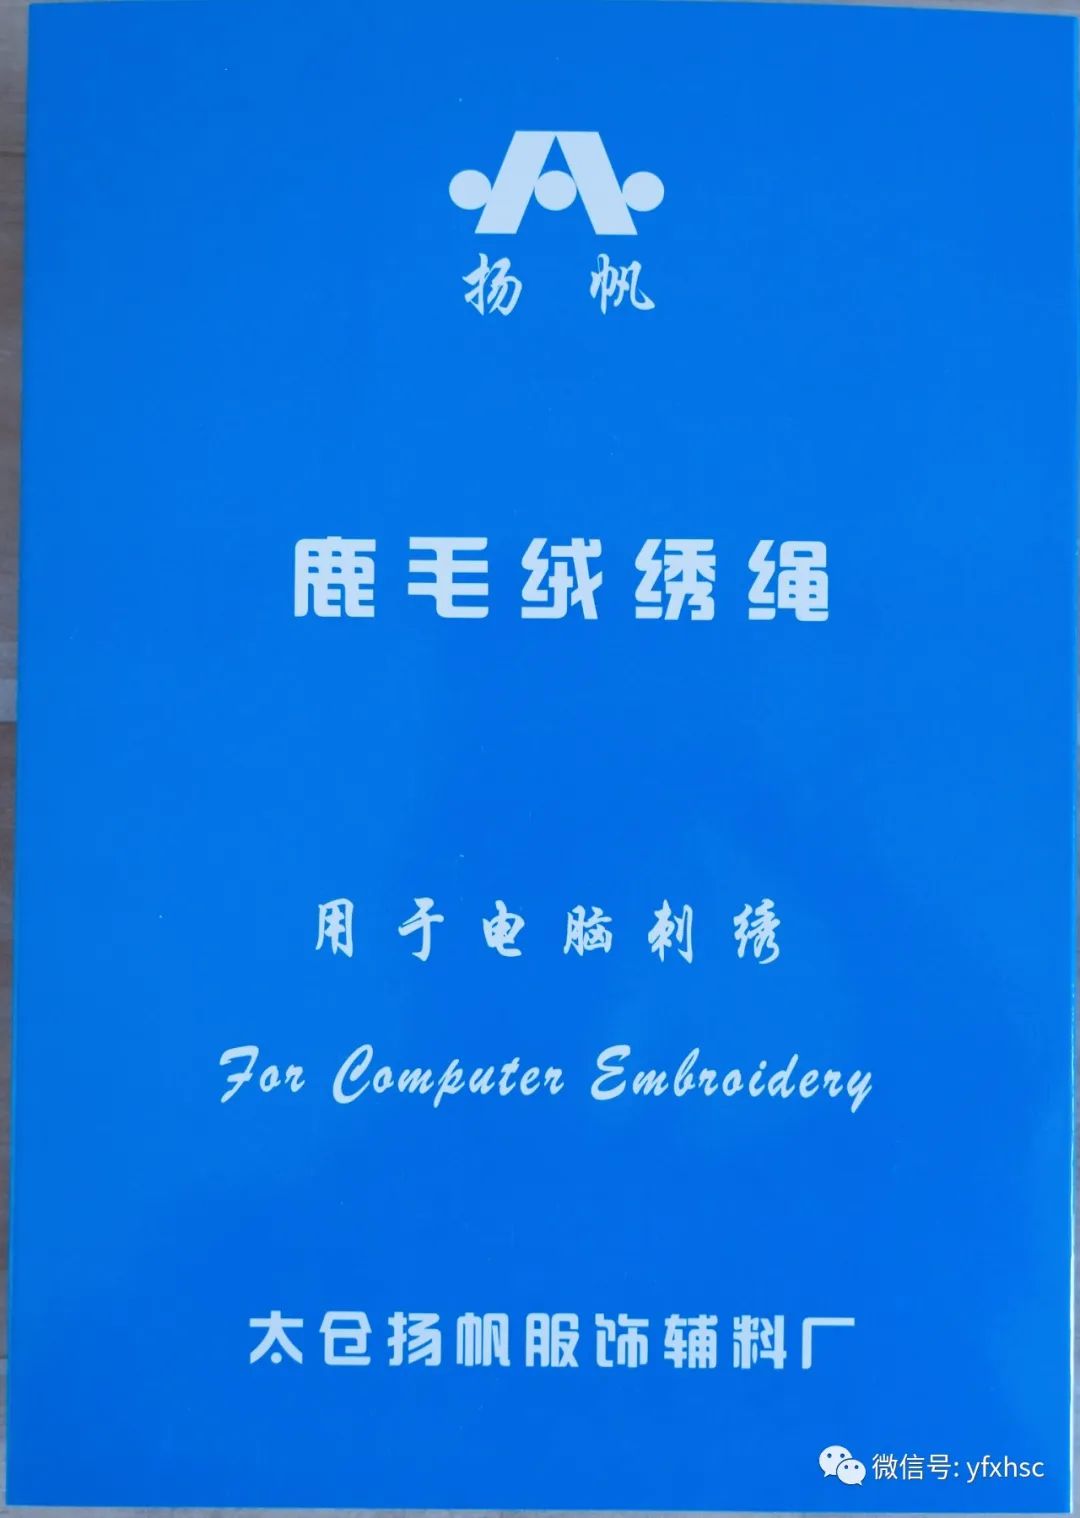 扬帆
鹿毛绒绣绳
用于电脑刺绣
For Computer Embroidery
太仓扬帆服饰辅料厂
微信号: yfxhsc